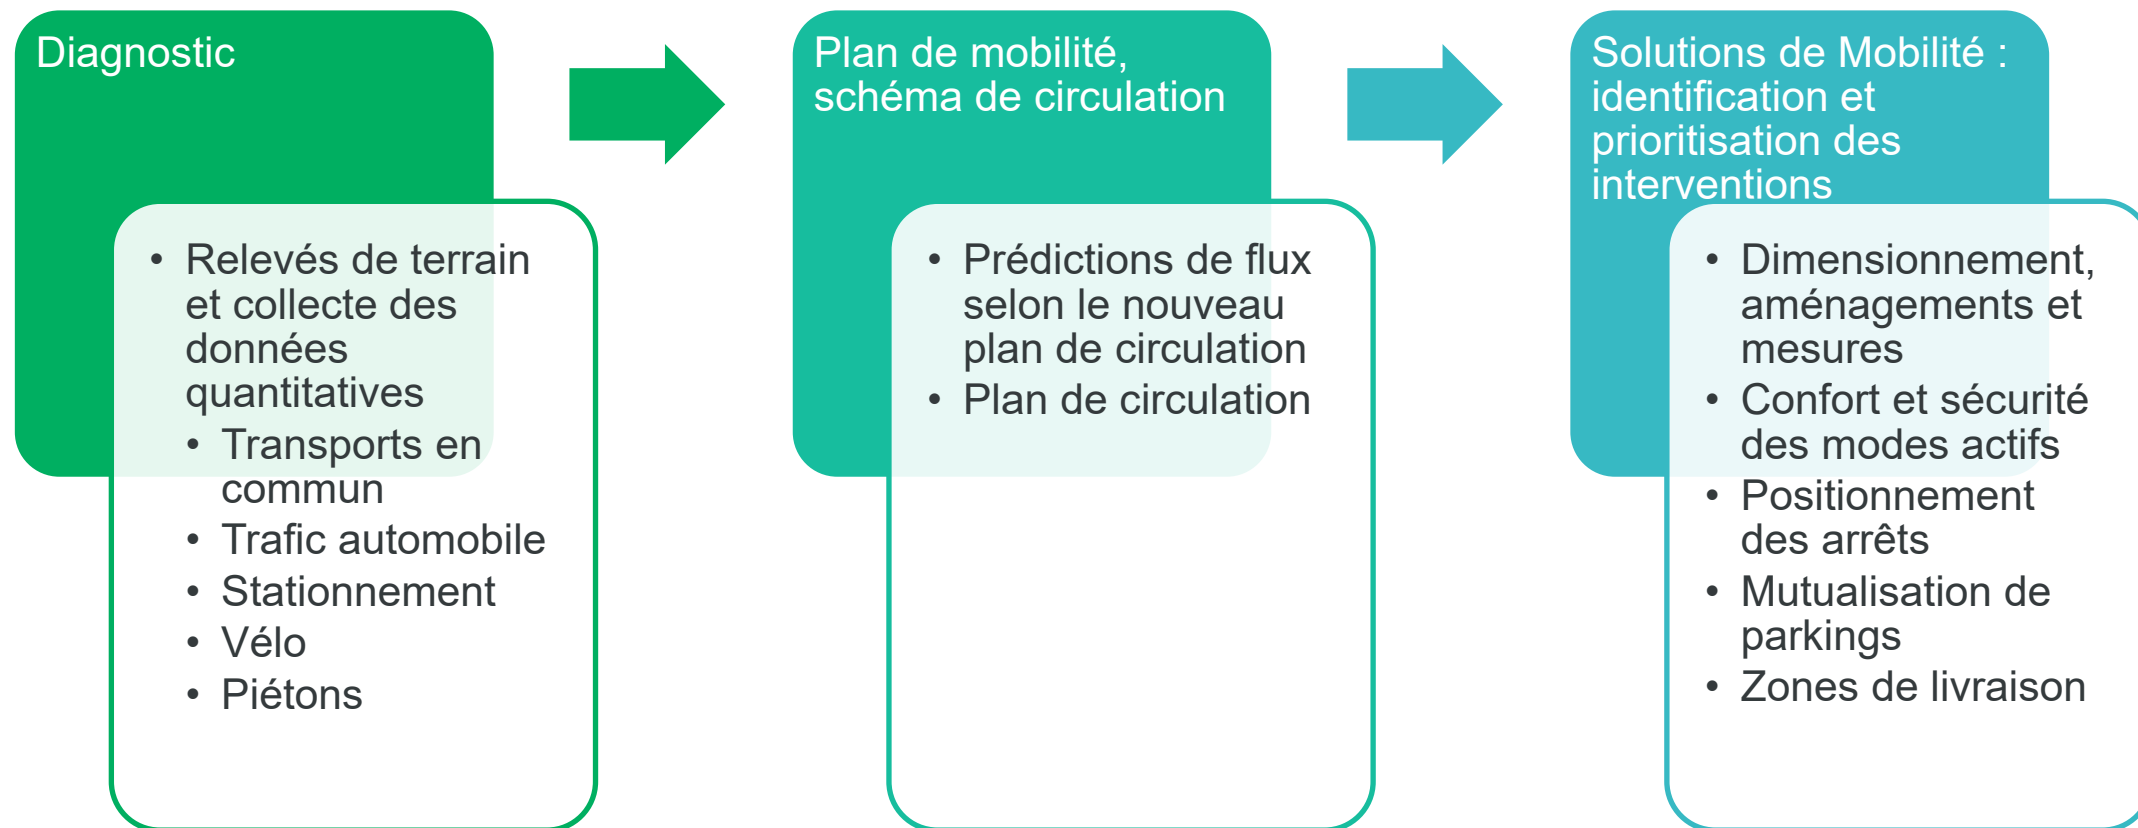 Diagnostic
• Relevés de terrain
et collecte des
données
quantitatives
• Transports en
commun
• Trafic automobile
• Stationnement
• Vélo
• Piétons
Plan de mobilité,
schéma de circulation
• Prédictions de flux
selon le nouveau
plan de circulation
• Plan de circulation
Solutions de Mobilité :
identification et
prioritisation des
interventions
• Dimensionnement,
aménagements et
mesures
• Confort et sécurité
des modes actifs
• Positionnement
des arrêts
• Mutualisation de
parkings
• Zones de livraison